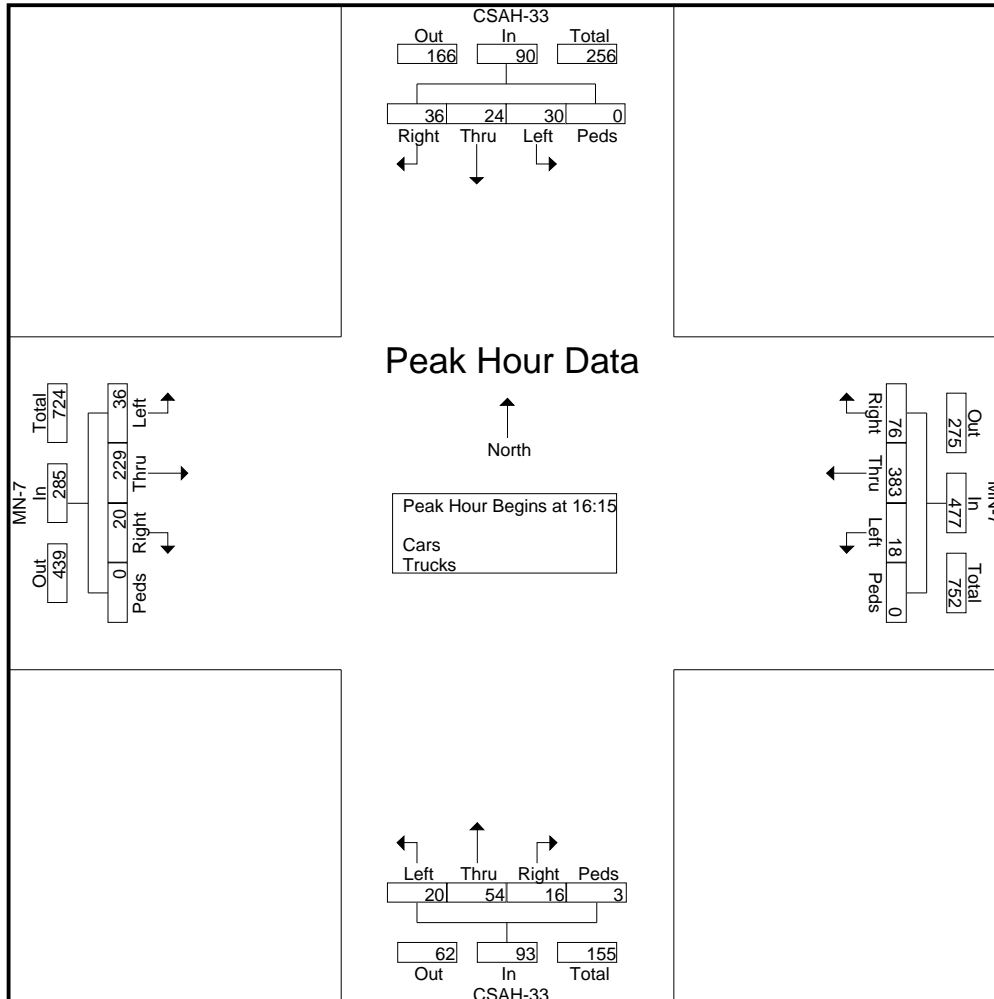 CSAH-33
Out In Total
166 90 256
36 24 30 0
Right Thru Left Peds
Peak Hour Data
North
Peak Hour Begins at 16:15
Cars
Trucks
MN-7
Total In Out
724 285 439
36 229 20 0
Left Thru Right Peds
MN-7
Out In Total
275 477 752
76 383 18 0
Right Thru Left Peds
Left Thru Right Peds
20 54 16 3
62 93 155
Out In Total
CSAH-33